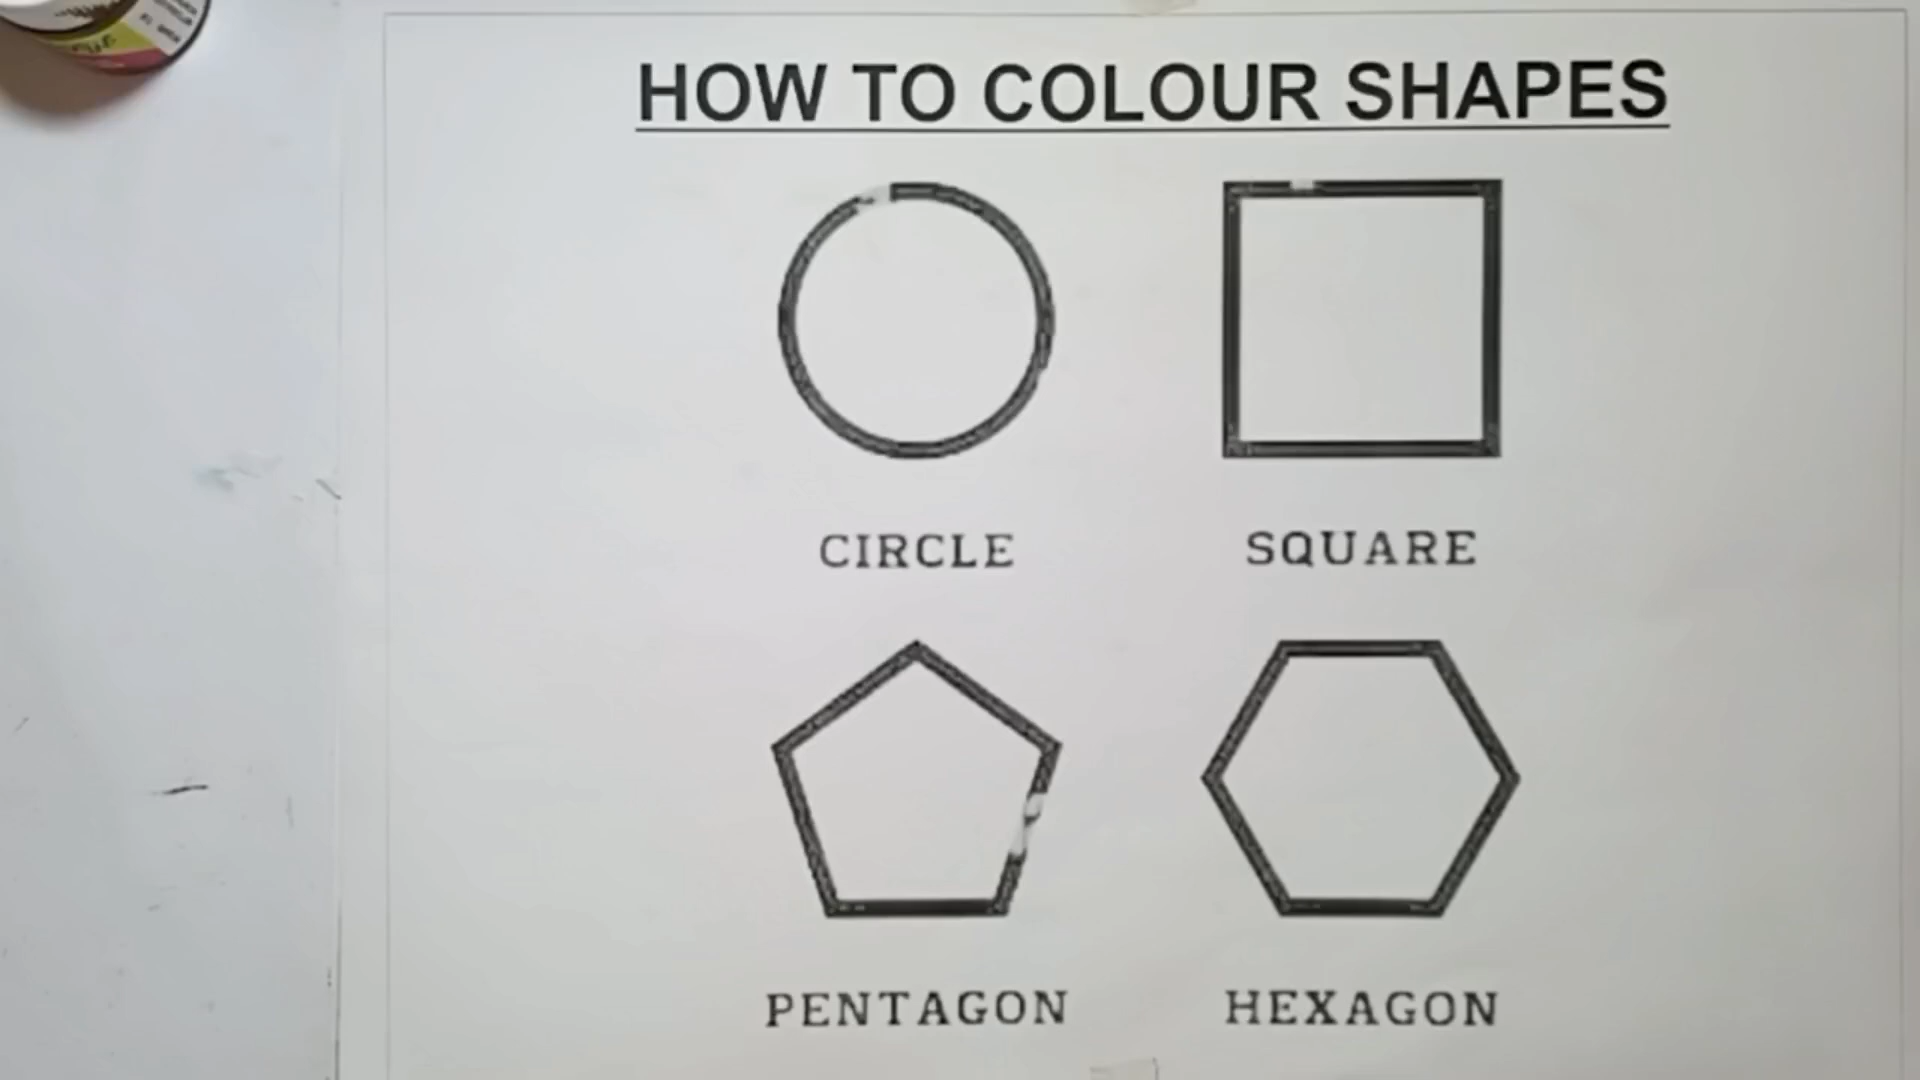 HOW TO COLOUR SHAPES
CIRCLE
SQUARE
PENTAGON
HEXAGON